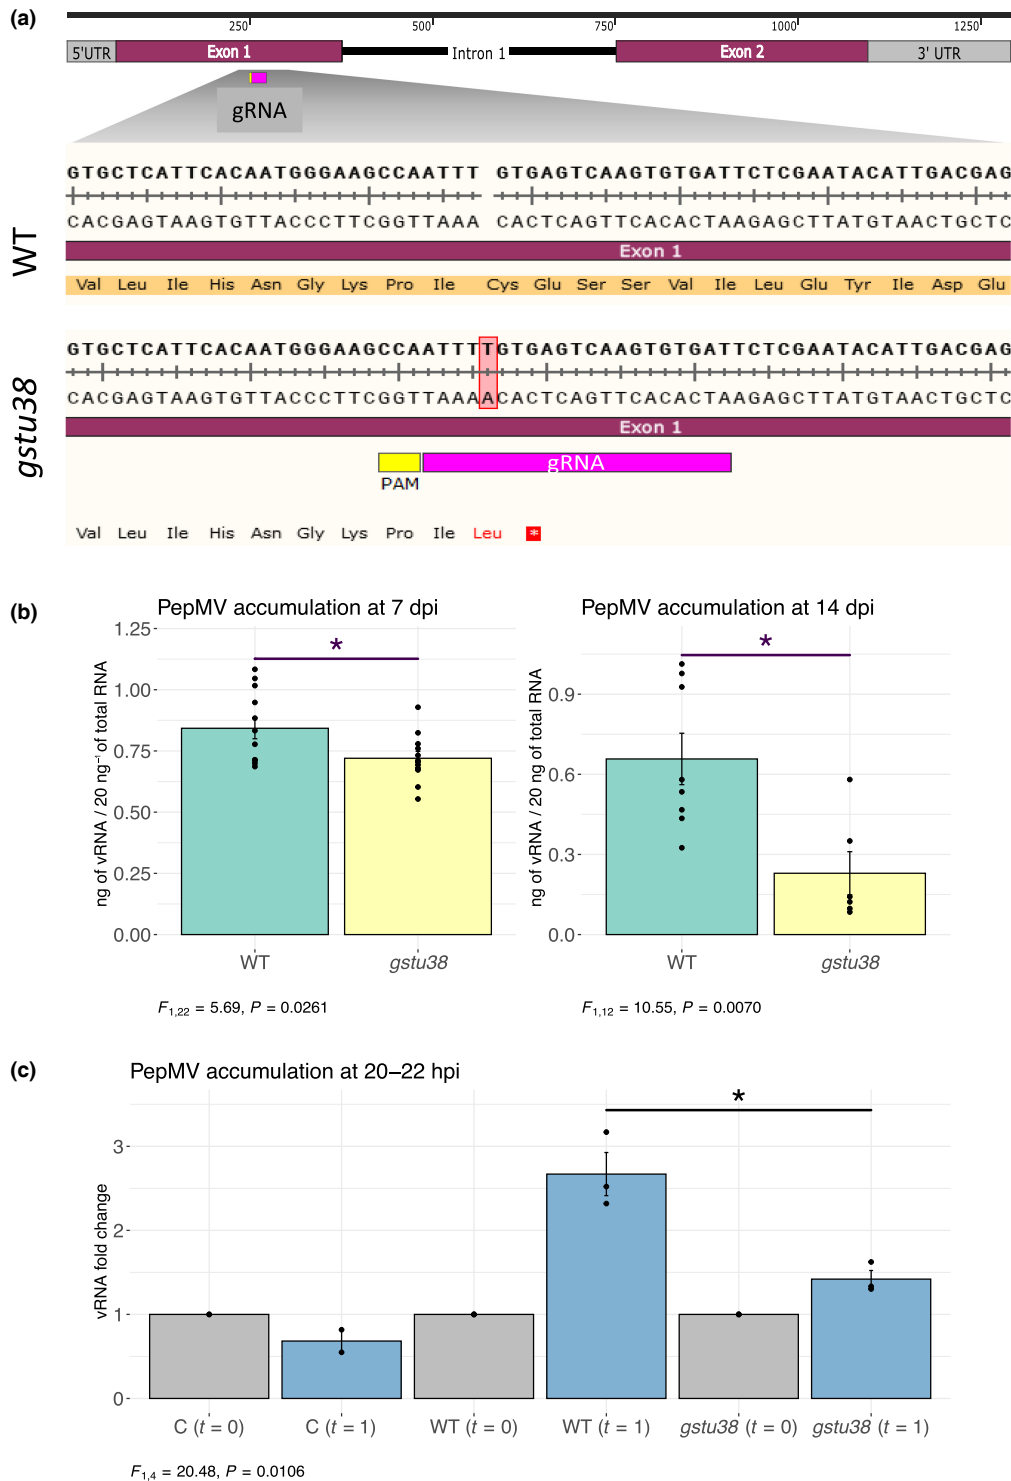 (a)
250 500 750 1000 1250
5'UTR Exon 1 Intron 1 Exon 2 3' UTR
gRNA
WT
GTGCTCATTCACAATGGGAAGCCAATTT GTGAGTCAAGTGTGATTCTCGAATACATTGACGAG
CACGAGTAAGTGTTACCCTTCGGTTAAA CACTCAGTTCACACTAAGAGCTTATGTAACTGCTC
Exon 1
Val Leu Ile His Asn Gly Lys Pro Ile Cys Glu Ser Ser Val Ile Leu Glu Tyr Ile Asp Glu
gstu38
GTGCTCATTCACAATGGGAAGCCAATTTTGTGAGTCAAGTGTGATTCTCGAATACATTGACGAG
CACGAGTAAGTGTTACCCTTCGGTTAAAACACTCAGTTCACACTAAGAGCTTATGTAACTGCTC
Exon 1
gRNA
PAM
Val Leu Ile His Asn Gly Lys Pro Ile Leu *
(b)
PepMV accumulation at 7 dpi
ng of vRNA / 20 ng⁻¹ of total RNA
1.25
1.00
0.75
0.50
0.25
0.00
*
WT gstu38
F1,22 = 5.69, P = 0.0261
PepMV accumulation at 14 dpi
ng of vRNA / 20 ng of total RNA
0.9
0.6
0.3
0.0
*
WT gstu38
F1,12 = 10.55, P = 0.0070
(c)
PepMV accumulation at 20–22 hpi
vRNA fold change
3
2
1
0
*
C (t = 0) C (t = 1) WT (t = 0) WT (t = 1) gstu38 (t = 0) gstu38 (t = 1)
F1,4 = 20.48, P = 0.0106